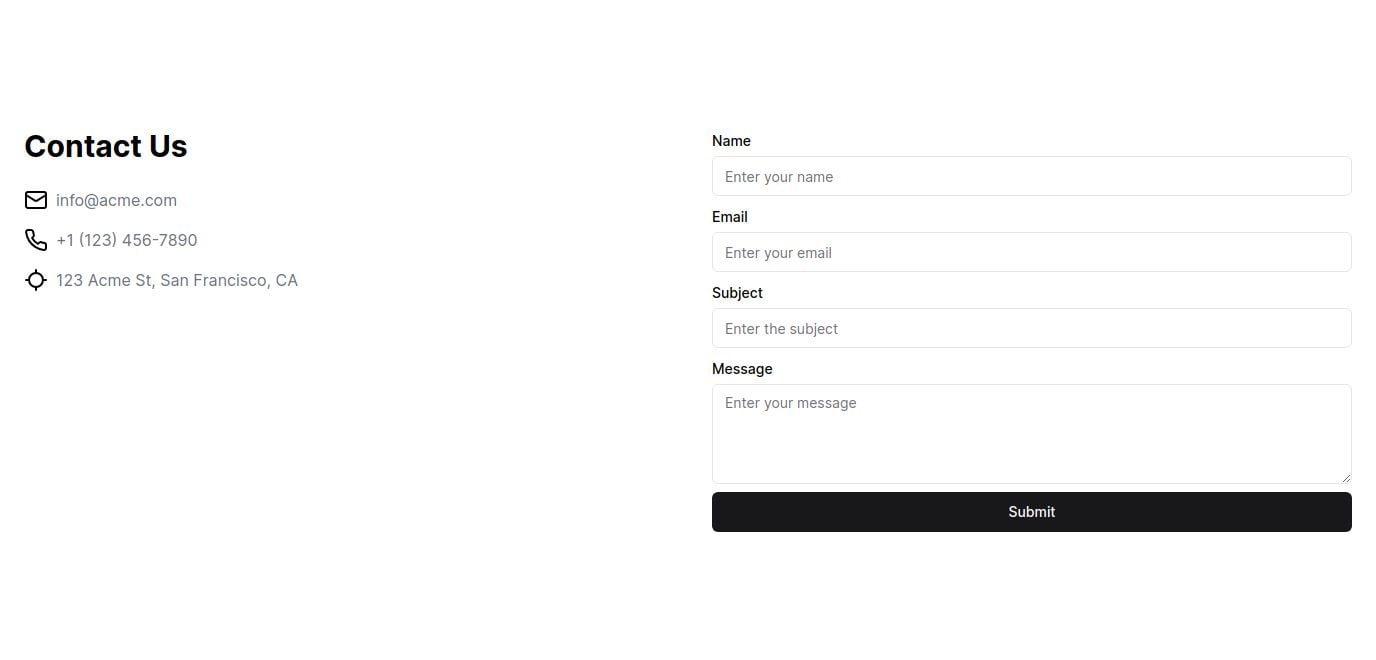 Contact Us
info@acme.com
+1 (123) 456-7890
123 Acme St, San Francisco, CA
Name
Enter your name
Email
Enter your email
Subject
Enter the subject
Message
Enter your message
Submit